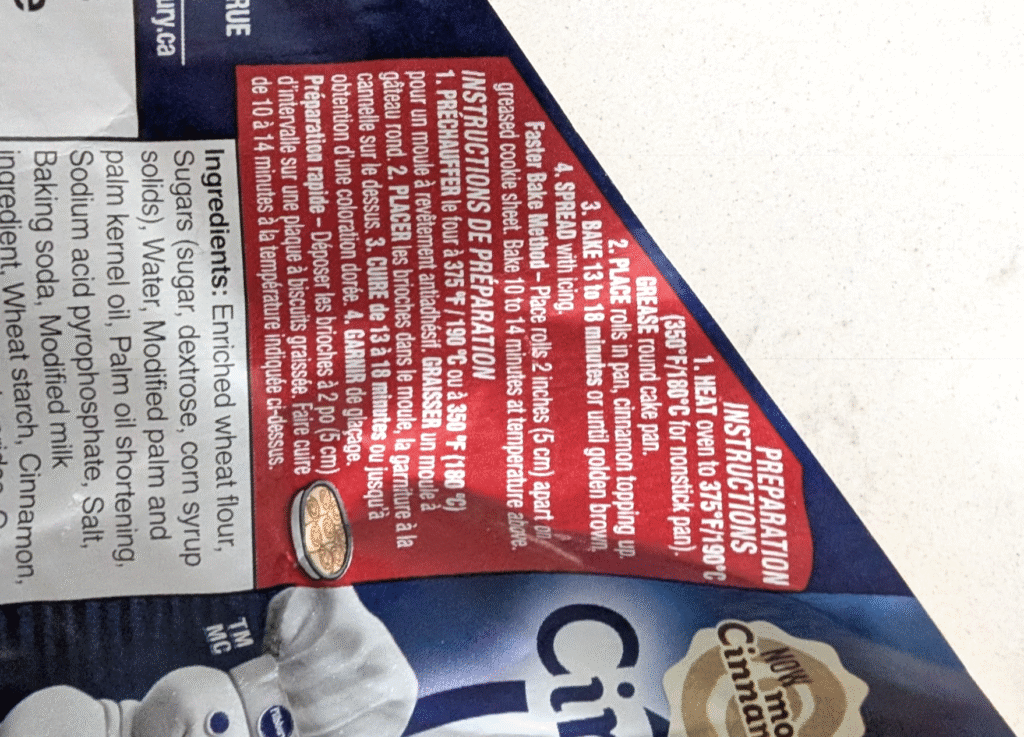 PREPARATION
INSTRUCTIONS
1. HEAT oven to 375°F/190°C
(350°F/180°C for nonstick pan),
GREASE round cake pan.
2. PLACE rolls in pan, cinnamon topping up.
3. BAKE 13 to 18 minutes or until golden brown,
4. SPREAD with icing.
Faster Bake Method – Place rolls 2 inches (5 cm) apart on
greased cookie sheet. Bake 10 to 14 minutes at temperature above.
INSTRUCTIONS DE PRÉPARATION
1. PRÉCHAUFFER le four à 375 °F/190 °C ou à 350 °F (180 °C)
pour un moule à revêtement antiadhésif. GRAISSER un moule à
gâteau rond. 2. PLACER les brioches dans le moule, la garniture à la
cannelle sur le dessus. 3. CUIRE de 13 à 18 minutes ou jusqu'à
obtention d'une coloration dorée. 4. GARNIR de glaçage.
Préparation rapide – Déposer les brioches à 2 po (5 cm)
d'intervalle sur une plaque à biscuits graissée. Faire cuire
de 10 à 14 minutes à la température indiquée ci-dessus.
RUE
ury.ca
Ingredients: Enriched wheat flour,
Sugars (sugar, dextrose, corn syrup
solids), Water, Modified palm and
palm kernel oil, Palm oil shortening,
Sodium acid pyrophosphate, Salt,
Baking soda, Modified milk
ingredient, Wheat starch, Cinnamon,
NOW mo
Cinnam
Cin
TM
MC
Pillsbury